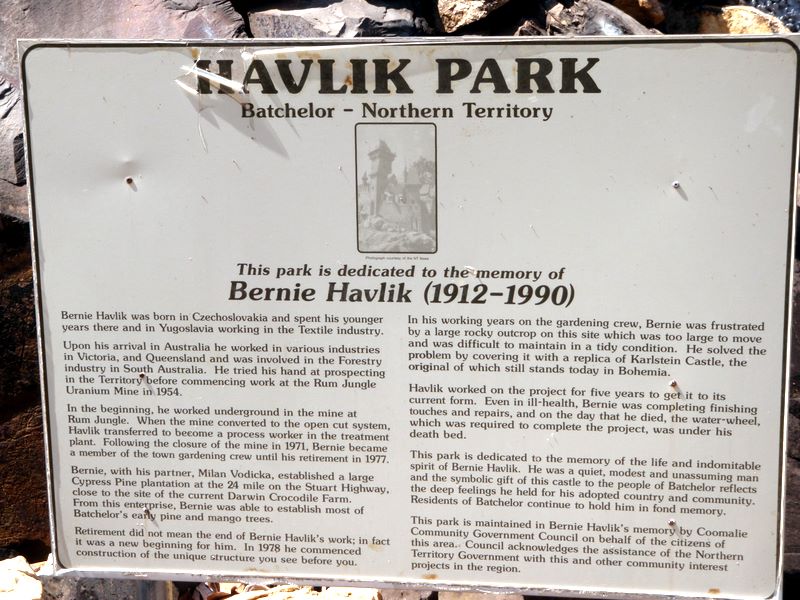 HAVLIK PARK
Batchelor - Northern Territory
Photograph courtesy of the NT News
This park is dedicated to the memory of
Bernie Havlik (1912-1990)
Bernie Havlik was born in Czechoslovakia and spent his younger
years there and in Yugoslavia working in the Textile industry.
Upon his arrival in Australia he worked in various industries
in Victoria, and Queensland and was involved in the Forestry
industry in South Australia. He tried his hand at prospecting
in the Territory before commencing work at the Rum Jungle
Uranium Mine in 1954.
In the beginning, he worked underground in the mine at
Rum Jungle. When the mine converted to the open cut system,
Havlik transferred to become a process worker in the treatment
plant. Following the closure of the mine in 1971, Bernie became
a member of the town gardening crew until his retirement in 1977.
Bernie, with his partner, Milan Vodicka, established a large
Cypress Pine plantation at the 24 mile on the Stuart Highway,
close to the site of the current Darwin Crocodile Farm.
From this enterprise, Bernie was able to establish most of
Batchelor's early pine and mango trees.
Retirement did not mean the end of Bernie Havlik's work; in fact
it was a new beginning for him. In 1978 he commenced
construction of the unique structure you see before you.
In his working years on the gardening crew, Bernie was frustrated
by a large rocky outcrop on this site which was too large to move
and was difficult to maintain in a tidy condition. He solved the
problem by covering it with a replica of Karlstein Castle, the
original of which still stands today in Bohemia.
Havlik worked on the project for five years to get it to its
current form. Even in ill-health, Bernie was completing finishing
touches and repairs, and on the day that he died, the water-wheel,
which was required to complete the project, was under his
death bed.
This park is dedicated to the memory of the life and indomitable
spirit of Bernie Havlik. He was a quiet, modest and unassuming man
and the symbolic gift of this castle to the people of Batchelor reflects
the deep feelings he held for his adopted country and community.
Residents of Batchelor continue to hold him in fond memory.
This park is maintained in Bernie Havlik's memory by Coomalie
Community Government Council on behalf of the citizens of
this area. Council acknowledges the assistance of the Northern
Territory Government with this and other community interest
projects in the region.